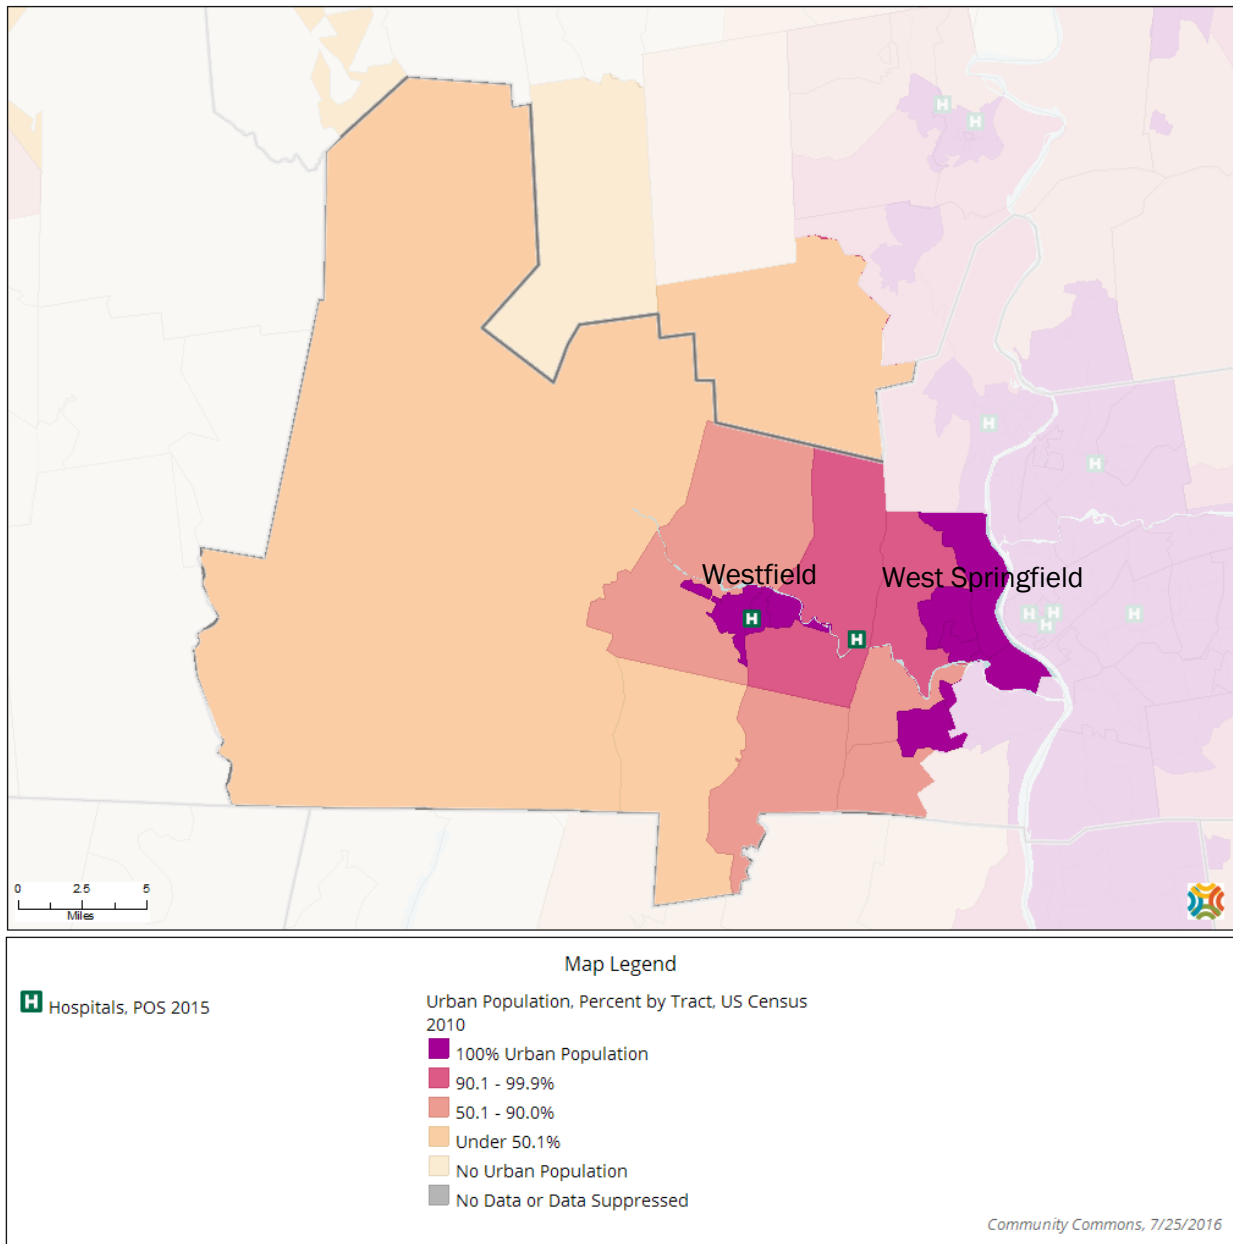 H
H
H
H
Westfield
West Springfield
H
H
H
H
H
H
0 2.5 5
Miles
Map Legend
H Hospitals, POS 2015
Urban Population, Percent by Tract, US Census
2010
100% Urban Population
90.1 - 99.9%
50.1 - 90.0%
Under 50.1%
No Urban Population
No Data or Data Suppressed
Community Commons, 7/25/2016